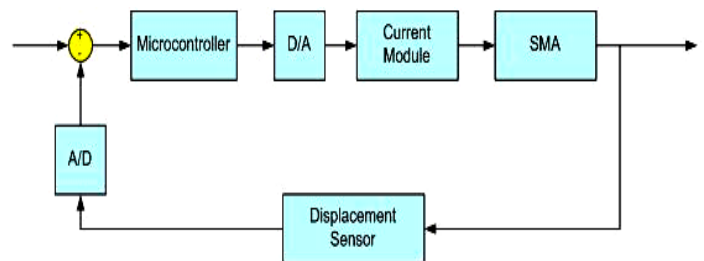 +
-
Microcontroller
D/A
Current
Module
SMA
A/D
Displacement
Sensor